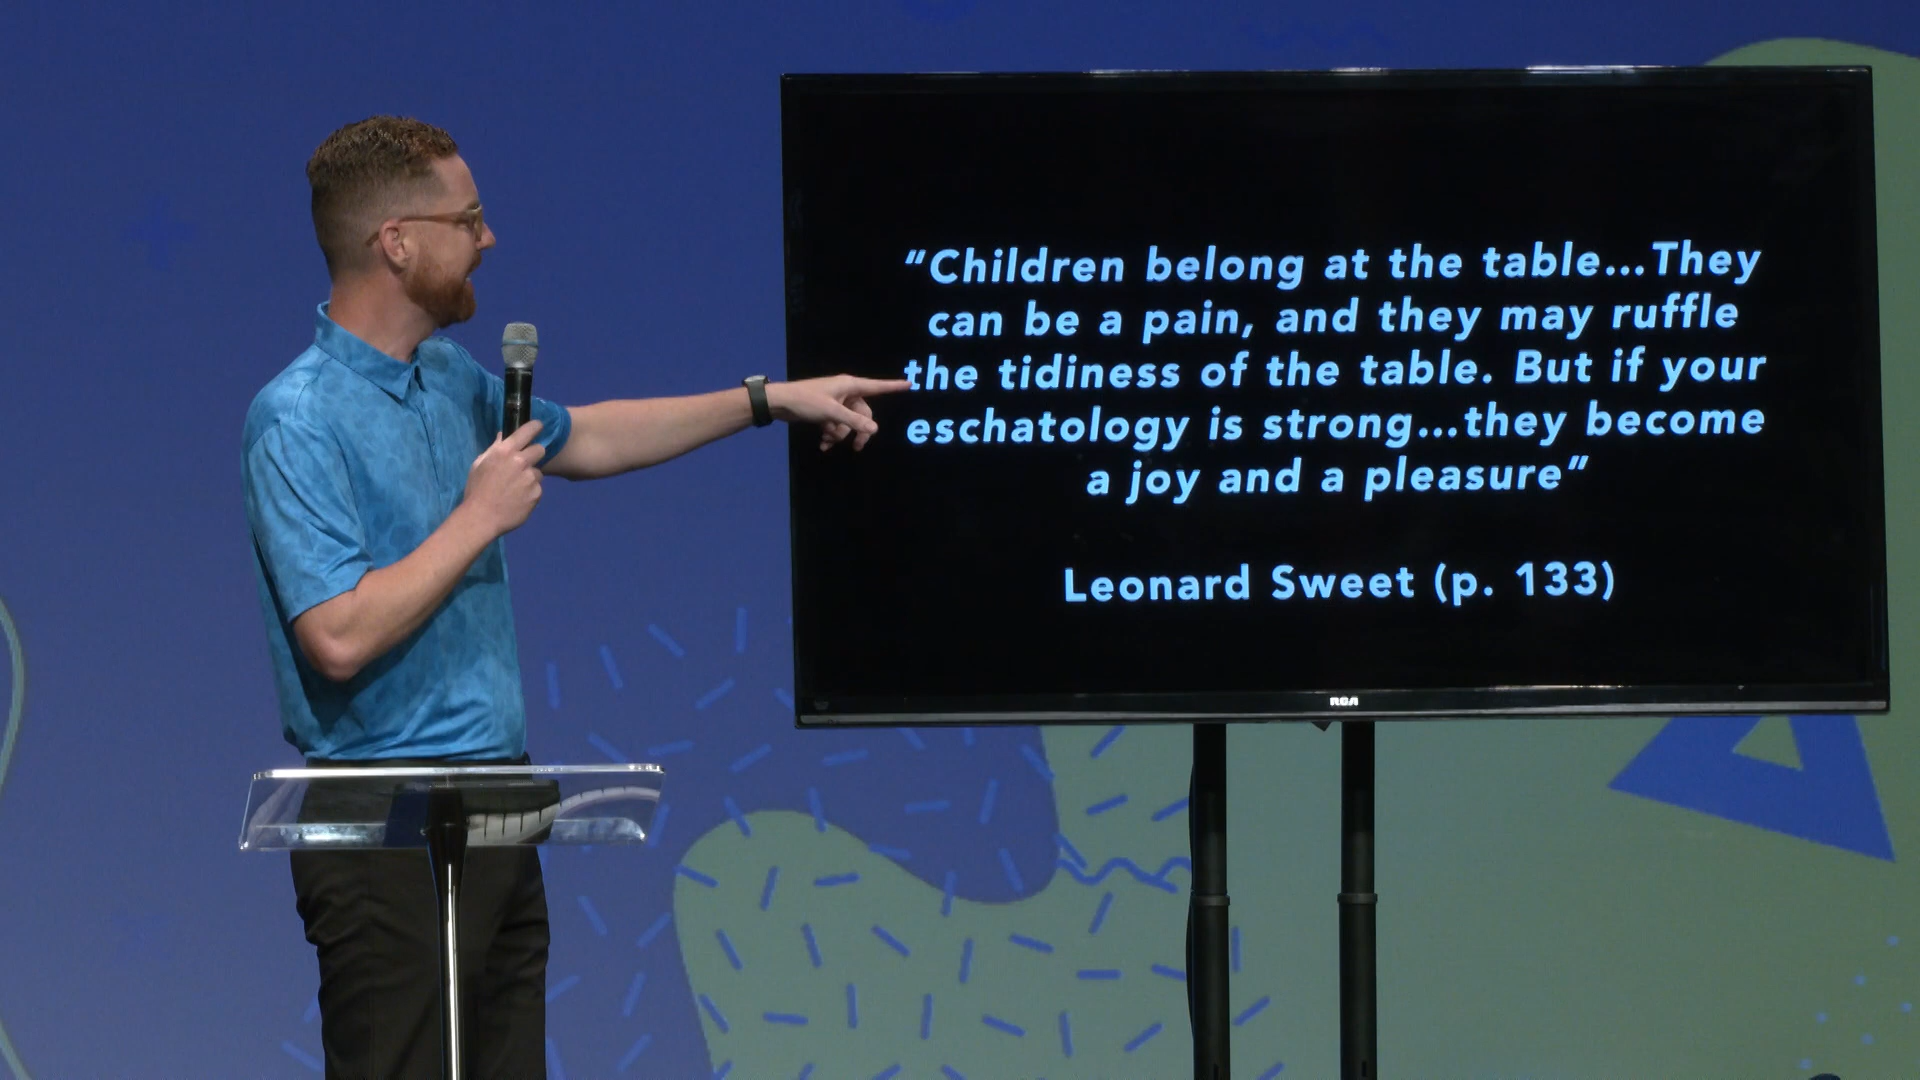 “Children belong at the table...They
can be a pain, and they may ruffle
the tidiness of the table. But if your
eschatology is strong...they become
a joy and a pleasure”
Leonard Sweet (p. 133)
RCA